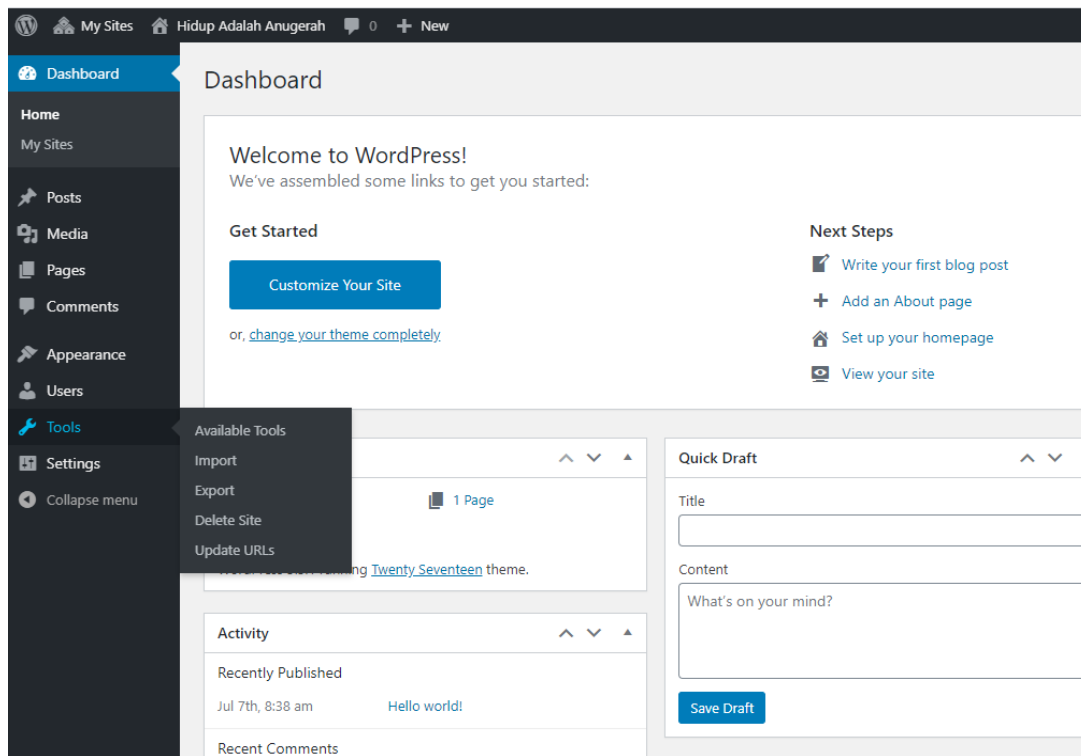 My Sites Hidup Adalah Anugerah 0 New
Dashboard
Home
My Sites
Posts
Media
Pages
Comments
Appearance
Users
Tools
Settings
Collapse menu
Available Tools
Import
Export
Delete Site
Update URLs
Dashboard
Welcome to WordPress!
We've assembled some links to get you started:
Get Started
Customize Your Site
or, change your theme completely
Next Steps
Write your first blog post
Add an About page
Set up your homepage
View your site
1 Page
Twenty Seventeen theme.
Activity
Recently Published
Jul 7th, 8:38 am Hello world!
Recent Comments
Quick Draft
Title
Content
What's on your mind?
Save Draft